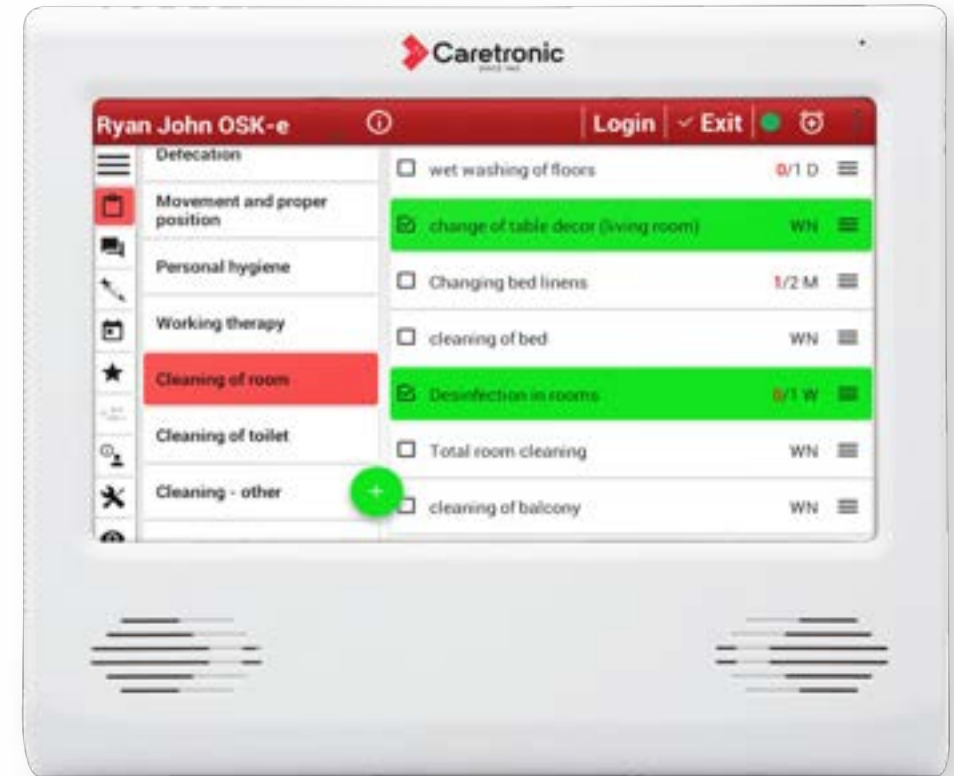 Caretronic
Ryan John OSK-e
Login
Exit
Defecation
Movement and proper
position
Personal hygiene
Working therapy
Cleaning of room
Cleaning of toilet
Cleaning - other
+
wet washing of floors 0/1 D
change of table decor (living room) WN
Changing bed linens 1/2 M
cleaning of bed WN
Desinfection in rooms 0/1 W
Total room cleaning WN
cleaning of balcony WN